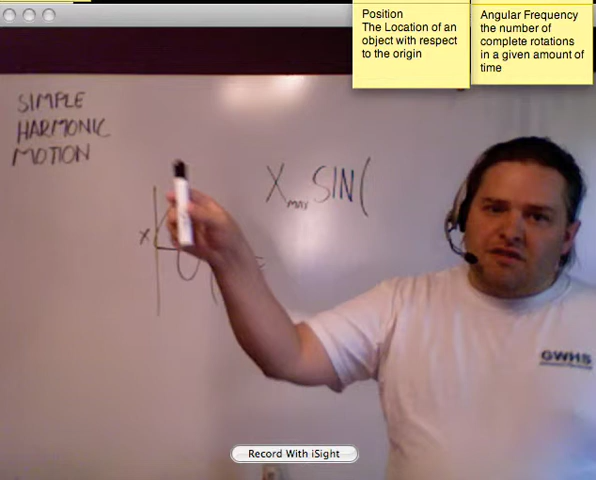 Position
The Location of an
object with respect
to the origin
Angular Frequency
the number of
complete rotations
in a given amount of
time
SIMPLE
HARMONIC
MOTION
X max SIN(
X
GWHS
Record With iSight